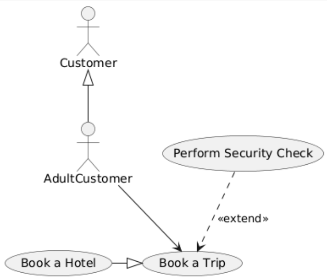 Customer
AdultCustomer
Perform Security Check
«extend»
Book a Hotel
Book a Trip